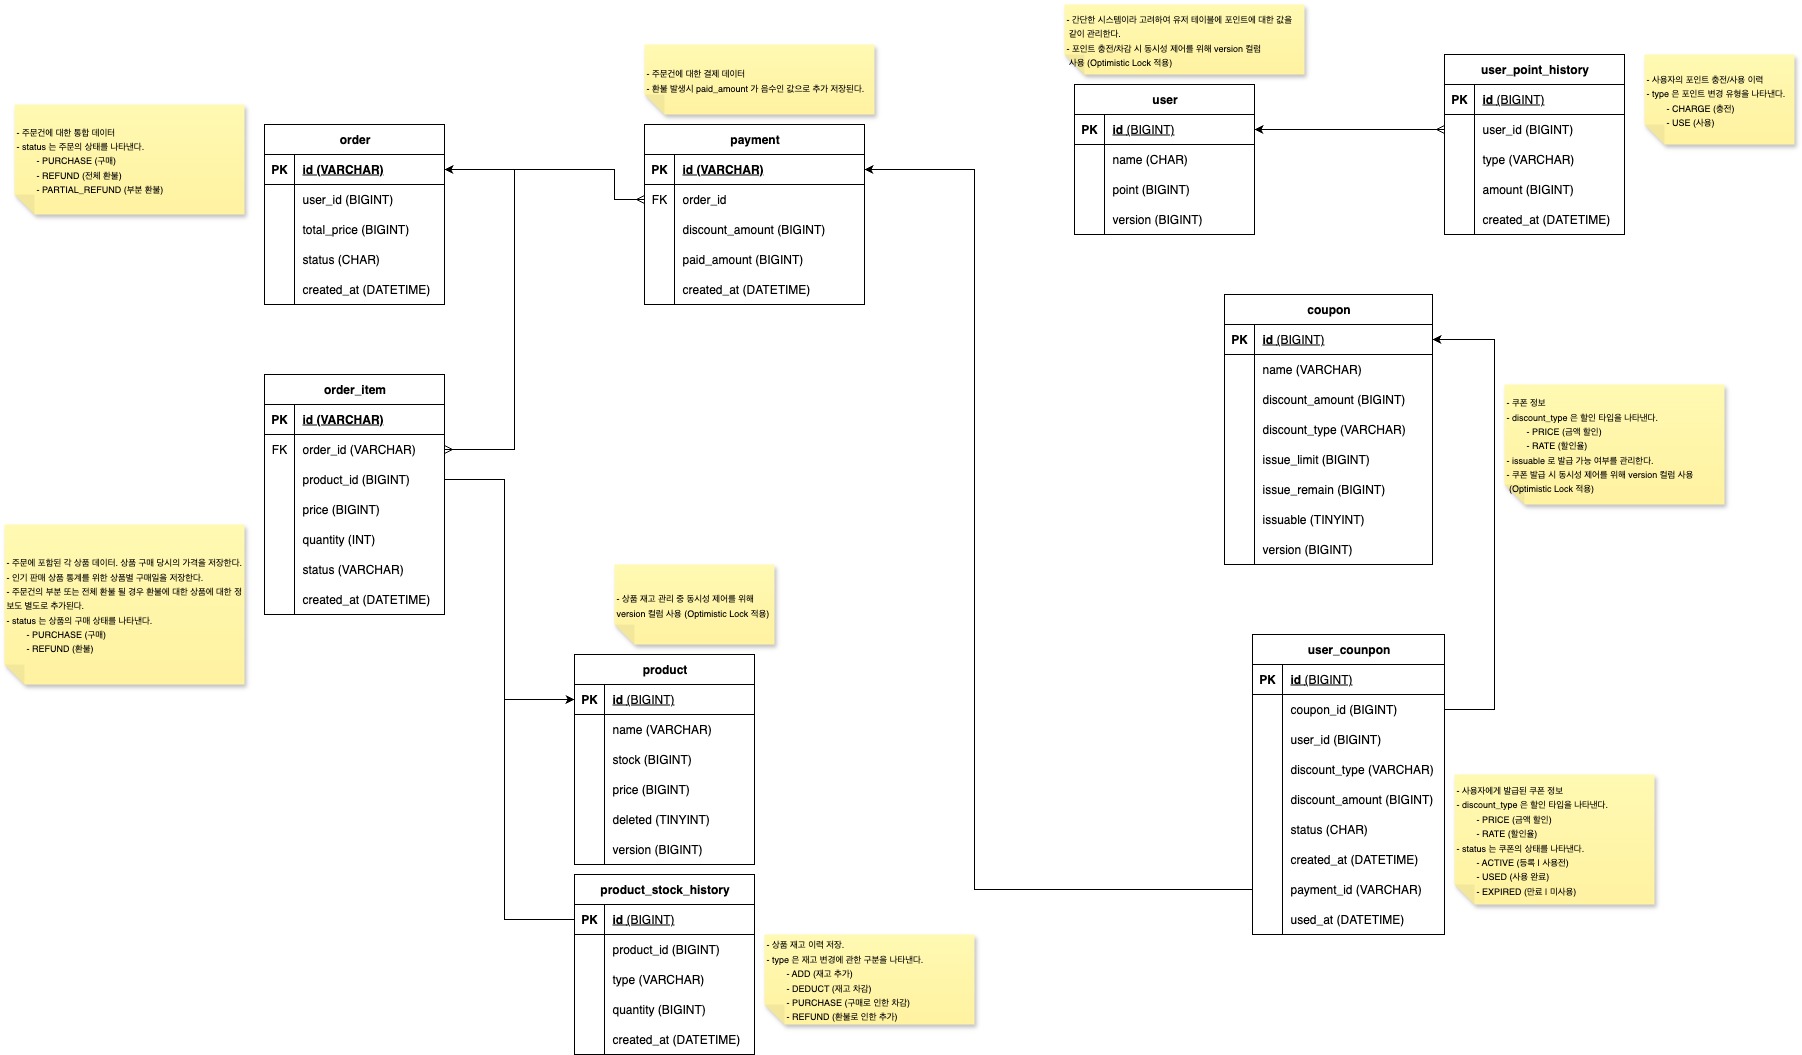 - 주문건에 대한 통합 데이터
- status 는 주문의 상태를 나타낸다.
- PURCHASE (구매)
- REFUND (전체 환불)
- PARTIAL_REFUND (부분 환불)
order
PK id (VARCHAR)
user_id (BIGINT)
total_price (BIGINT)
status (CHAR)
created_at (DATETIME)
- 주문건에 대한 결제 데이터
- 환불 발생시 paid_amount 가 음수인 값으로 추가 저장된다.
payment
PK id (VARCHAR)
FK order_id
discount_amount (BIGINT)
paid_amount (BIGINT)
created_at (DATETIME)
- 간단한 시스템이라 고려하여 유저 테이블에 포인트에 대한 값을
같이 관리한다.
- 포인트 충전/차감 시 동시성 제어를 위해 version 컬럼
사용 (Optimistic Lock 적용)
user
PK id (BIGINT)
name (CHAR)
point (BIGINT)
version (BIGINT)
user_point_history
PK id (BIGINT)
user_id (BIGINT)
type (VARCHAR)
amount (BIGINT)
created_at (DATETIME)
- 사용자의 포인트 충전/사용 이력
- type 은 포인트 변경 유형을 나타낸다.
- CHARGE (충전)
- USE (사용)
order_item
PK id (VARCHAR)
FK order_id (VARCHAR)
product_id (BIGINT)
price (BIGINT)
quantity (INT)
status (VARCHAR)
created_at (DATETIME)
- 주문에 포함된 각 상품 데이터. 상품 구매 당시의 가격을 저장한다.
- 인기 판매 상품 통계를 위한 상품별 구매일을 저장한다.
- 주문건의 부분 또는 전체 환불 될 경우 환불에 대한 상품에 대한 정
보도 별도로 추가된다.
- status 는 상품의 구매 상태를 나타낸다.
- PURCHASE (구매)
- REFUND (환불)
coupon
PK id (BIGINT)
name (VARCHAR)
discount_amount (BIGINT)
discount_type (VARCHAR)
issue_limit (BIGINT)
issue_remain (BIGINT)
issuable (TINYINT)
version (BIGINT)
- 쿠폰 정보
- discount_type 은 할인 타입을 나타낸다.
- PRICE (금액 할인)
- RATE (할인율)
- issuable 로 발급 가능 여부를 관리한다.
- 쿠폰 발급 시 동시성 제어를 위해 version 컬럼 사용
(Optimistic Lock 적용)
- 상품 재고 관리 중 동시성 제어를 위해
version 컬럼 사용 (Optimistic Lock 적용)
product
PK id (BIGINT)
name (VARCHAR)
stock (BIGINT)
price (BIGINT)
deleted (TINYINT)
version (BIGINT)
product_stock_history
PK id (BIGINT)
product_id (BIGINT)
type (VARCHAR)
quantity (BIGINT)
created_at (DATETIME)
- 상품 재고 이력 저장.
- type 은 재고 변경에 관한 구분을 나타낸다.
- ADD (재고 추가)
- DEDUCT (재고 차감)
- PURCHASE (구매로 인한 차감)
- REFUND (환불로 인한 추가)
user_counpon
PK id (BIGINT)
coupon_id (BIGINT)
user_id (BIGINT)
discount_type (VARCHAR)
discount_amount (BIGINT)
status (CHAR)
created_at (DATETIME)
payment_id (VARCHAR)
used_at (DATETIME)
- 사용자에게 발급된 쿠폰 정보
- discount_type 은 할인 타입을 나타낸다.
- PRICE (금액 할인)
- RATE (할인율)
- status 는 쿠폰의 상태를 나타낸다.
- ACTIVE (등록 | 사용전)
- USED (사용 완료)
- EXPIRED (만료 | 미사용)